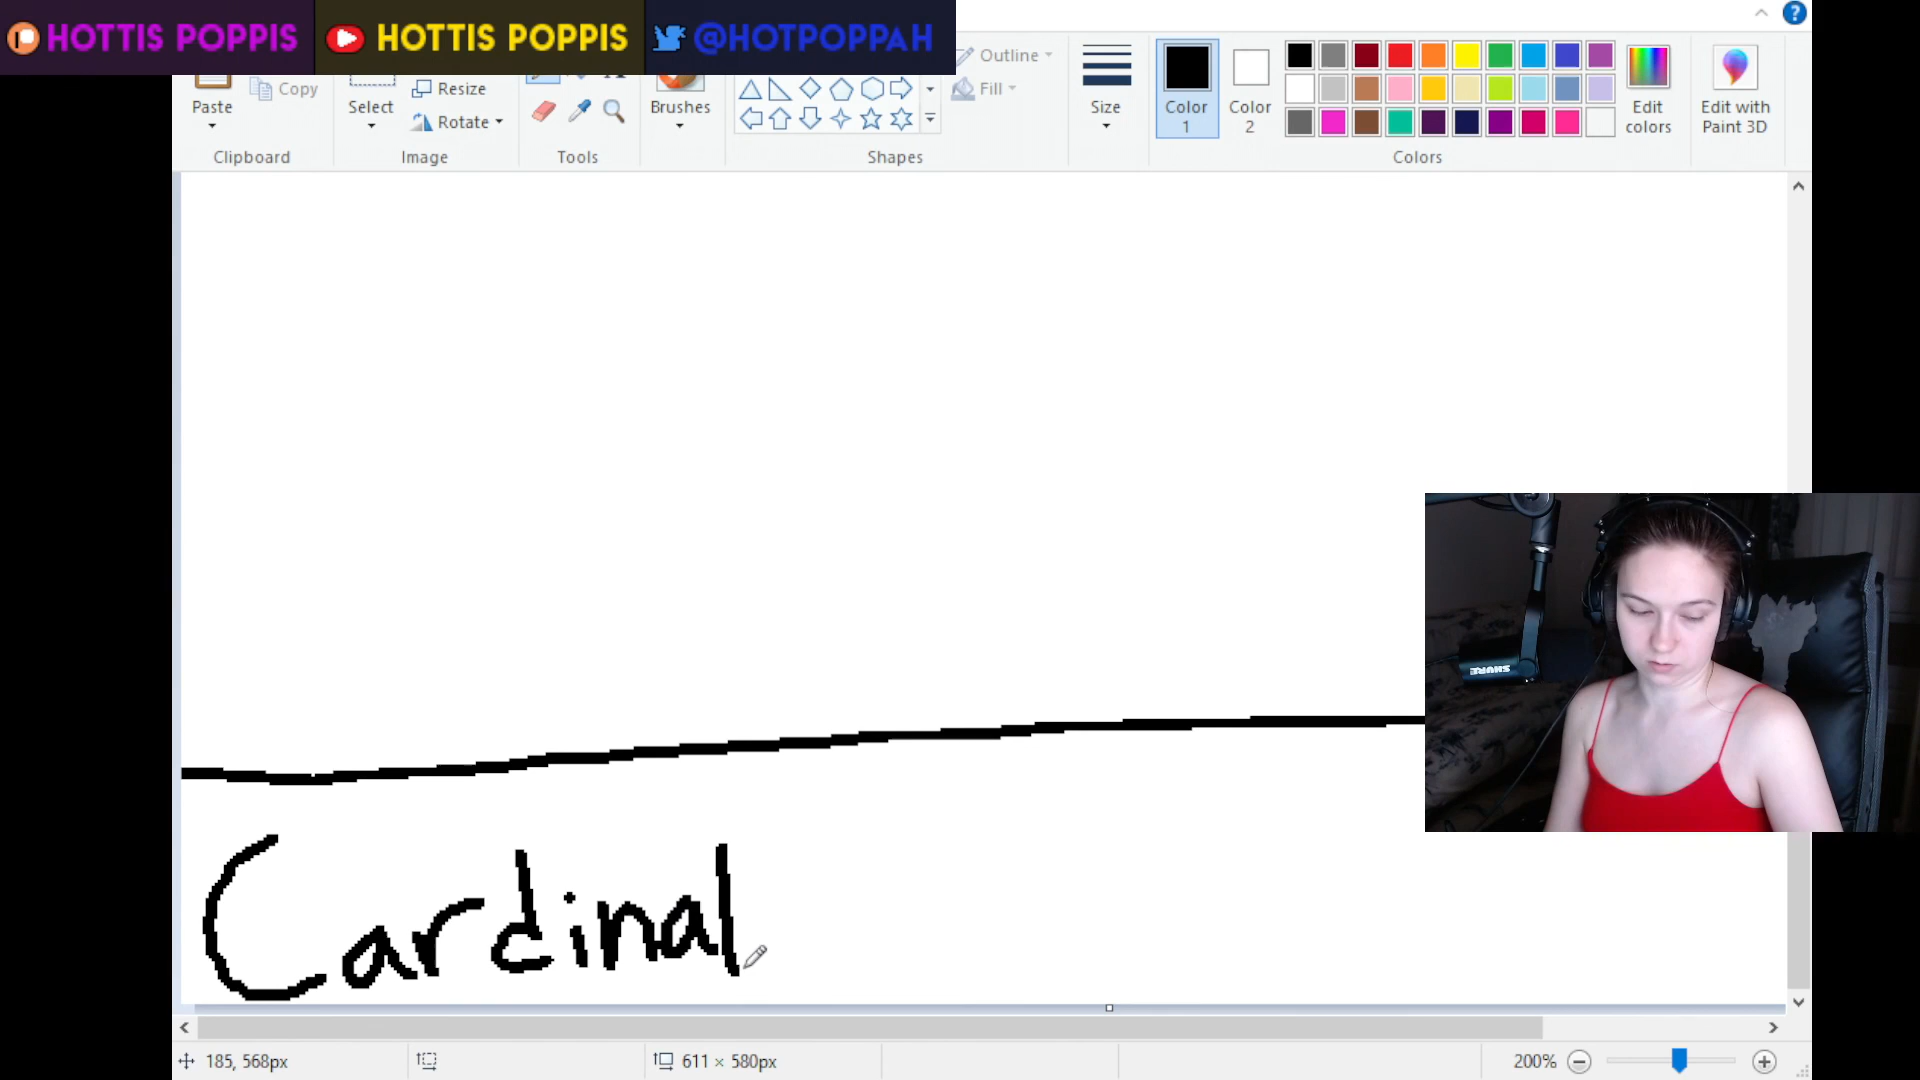 HOTTIS POPPIS HOTTIS POPPIS @HOTPOPPAH
Outline
Copy Resize Fill
Paste Select Rotate Brushes Size Color 1 Color 2 Edit colors Edit with Paint 3D
Clipboard Image Tools Shapes Colors
SHURE
Cardinal
185, 568px 611 × 580px 200%